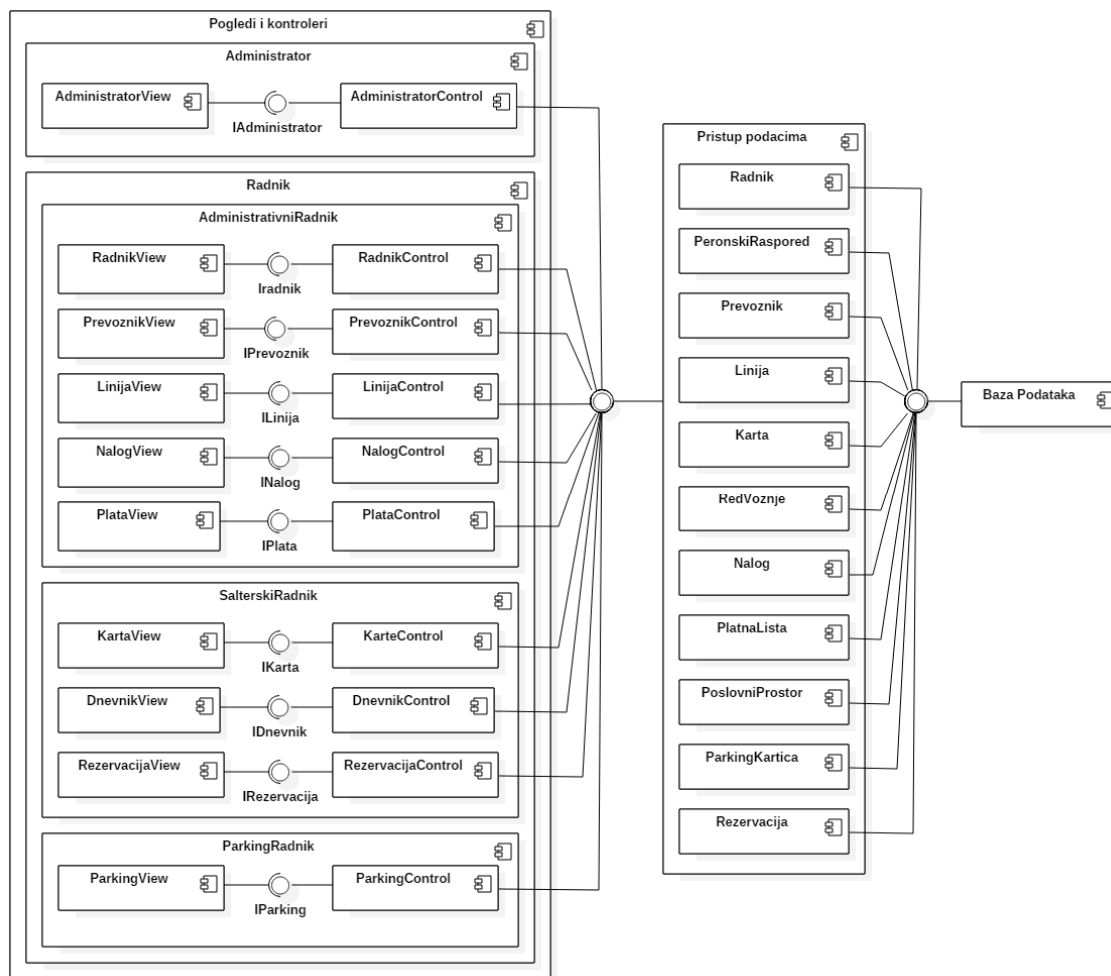 Pogledi i kontroleri
Administrator
AdministratorView
IAdministrator
AdministratorControl
Radnik
AdministrativniRadnik
RadnikView
Iradnik
RadnikControl
PrevoznikView
IPrevoznik
PrevoznikControl
LinijaView
ILinija
LinijaControl
NalogView
INalog
NalogControl
PlataView
IPlata
PlataControl
SalterskiRadnik
KartaView
IKarta
KarteControl
DnevnikView
IDnevnik
DnevnikControl
RezervacijaView
IRezervacija
RezervacijaControl
ParkingRadnik
ParkingView
IParking
ParkingControl
Pristup podacima
Radnik
PeronskiRaspored
Prevoznik
Linija
Karta
RedVoznje
Nalog
PlatnaLista
PoslovniProstor
ParkingKartica
Rezervacija
Baza Podataka